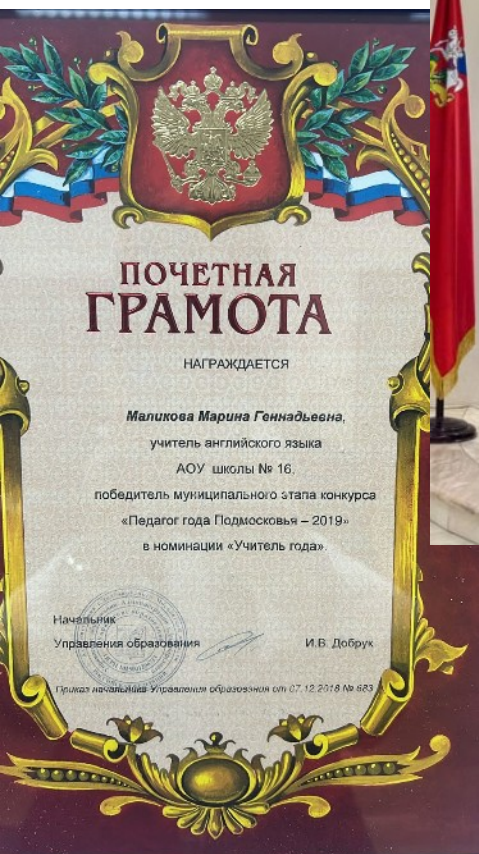 ПОЧЕТНАЯ
ГРАМОТА
НАГРАЖДАЕТСЯ
Маликова Марина Геннадьевна,
учитель английского языка
АОУ школы № 16,
победитель муниципального этапа конкурса
«Педагог года Подмосковья – 2019»
в номинации «Учитель года».
Начальник
Управления образования И.В. Добрук
Приказ начальника Управления образования от 07.12.2018 № 683